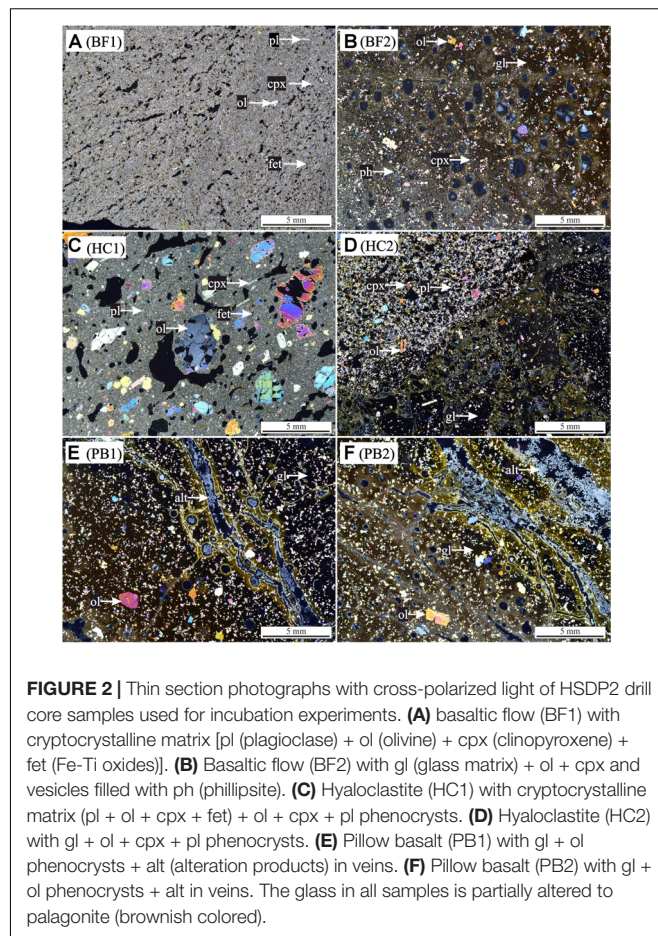 A (BF1)
pl
cpx
ol
fet
5 mm
B (BF2)
ol
gl
cpx
ph
5 mm
C (HC1)
cpx
pl
fet
ol
5 mm
D (HC2)
cpx
pl
ol
gl
5 mm
E (PB1)
gl
alt
ol
5 mm
F (PB2)
alt
gl
ol
5 mm
FIGURE 2 | Thin section photographs with cross-polarized light of HSDP2 drill
core samples used for incubation experiments. (A) basaltic flow (BF1) with
cryptocrystalline matrix [pl (plagioclase) + ol (olivine) + cpx (clinopyroxene) +
fet (Fe-Ti oxides)]. (B) Basaltic flow (BF2) with gl (glass matrix) + ol + cpx and
vesicles filled with ph (phillipsite). (C) Hyaloclastite (HC1) with cryptocrystalline
matrix (pl + ol + cpx + fet) + ol + cpx + pl phenocrysts. (D) Hyaloclastite (HC2)
with gl + ol + cpx + pl phenocrysts. (E) Pillow basalt (PB1) with gl + ol
phenocrysts + alt (alteration products) in veins. (F) Pillow basalt (PB2) with gl +
ol phenocrysts + alt in veins. The glass in all samples is partially altered to
palagonite (brownish colored).